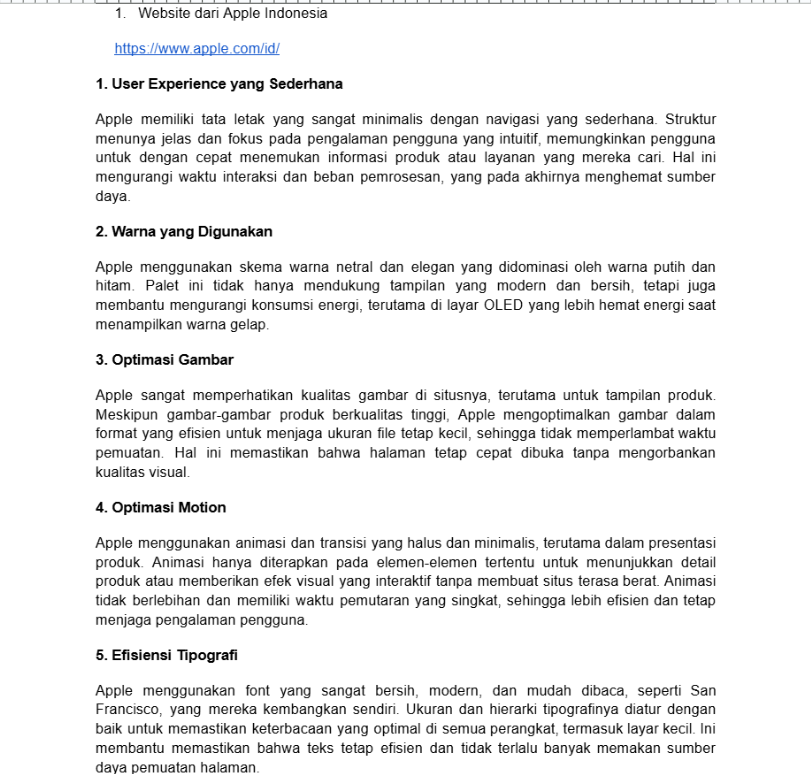 1. Website dari Apple Indonesia
https://www.apple.com/id/
1. User Experience yang Sederhana
Apple memiliki tata letak yang sangat minimalis dengan navigasi yang sederhana. Struktur
menunya jelas dan fokus pada pengalaman pengguna yang intuitif, memungkinkan pengguna
untuk dengan cepat menemukan informasi produk atau layanan yang mereka cari. Hal ini
mengurangi waktu interaksi dan beban pemrosesan, yang pada akhirnya menghemat sumber
daya.
2. Warna yang Digunakan
Apple menggunakan skema warna netral dan elegan yang didominasi oleh warna putih dan
hitam. Palet ini tidak hanya mendukung tampilan yang modern dan bersih, tetapi juga
membantu mengurangi konsumsi energi, terutama di layar OLED yang lebih hemat energi saat
menampilkan warna gelap.
3. Optimasi Gambar
Apple sangat memperhatikan kualitas gambar di situsnya, terutama untuk tampilan produk.
Meskipun gambar-gambar produk berkualitas tinggi, Apple mengoptimalkan gambar dalam
format yang efisien untuk menjaga ukuran file tetap kecil, sehingga tidak memperlambat waktu
pemuatan. Hal ini memastikan bahwa halaman tetap cepat dibuka tanpa mengorbankan
kualitas visual.
4. Optimasi Motion
Apple menggunakan animasi dan transisi yang halus dan minimalis, terutama dalam presentasi
produk. Animasi hanya diterapkan pada elemen-elemen tertentu untuk menunjukkan detail
produk atau memberikan efek visual yang interaktif tanpa membuat situs terasa berat. Animasi
tidak berlebihan dan memiliki waktu pemutaran yang singkat, sehingga lebih efisien dan tetap
menjaga pengalaman pengguna.
5. Efisiensi Tipografi
Apple menggunakan font yang sangat bersih, modern, dan mudah dibaca, seperti San
Francisco, yang mereka kembangkan sendiri. Ukuran dan hierarki tipografinya diatur dengan
baik untuk memastikan keterbacaan yang optimal di semua perangkat, termasuk layar kecil. Ini
membantu memastikan bahwa teks tetap efisien dan tidak terlalu banyak memakan sumber
daya pemuatan halaman.